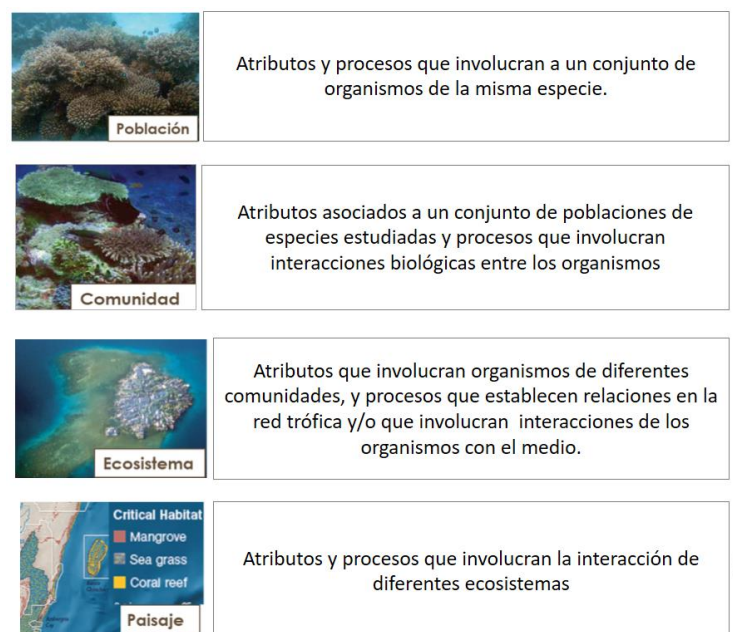 Población
Atributos y procesos que involucran a un conjunto de
organismos de la misma especie.
Comunidad
Atributos asociados a un conjunto de poblaciones de
especies estudiadas y procesos que involucran
interacciones biológicas entre los organismos
Ecosistema
Atributos que involucran organismos de diferentes
comunidades, y procesos que establecen relaciones en la
red trófica y/o que involucran interacciones de los
organismos con el medio.
Critical Habitat
Mangrove
Sea grass
Coral reef
Paisaje
Atributos y procesos que involucran la interacción de
diferentes ecosistemas